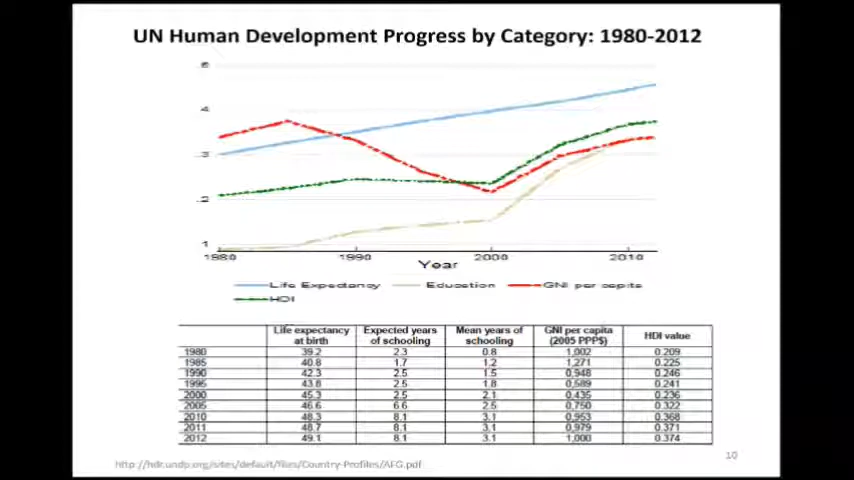 UN Human Development Progress by Category: 1980-2012
.5
.4
.3
.2
.1
1980 1990 2000 2010
Year
Life Expectancy Education GNI per capita
HDI
Life expectancy at birth Expected years of schooling Mean years of schooling GNI per capita (2005 PPP$) HDI value
1980 39.2 2.3 0.8 1,002 0.209
1985 40.8 1.7 1.2 1,271 0.225
1990 42.3 2.5 1.5 0,948 0.246
1995 43.8 2.5 1.8 0,589 0.241
2000 45.3 2.5 2.1 0,435 0.236
2005 46.6 6.6 2.5 0,750 0.322
2010 48.3 8.1 3.1 0,953 0.368
2011 48.7 8.1 3.1 0,979 0.371
2012 49.1 8.1 3.1 1,000 0.374
10
http://hdr.undp.org/sites/default/files/Country-Profiles/AFG.pdf